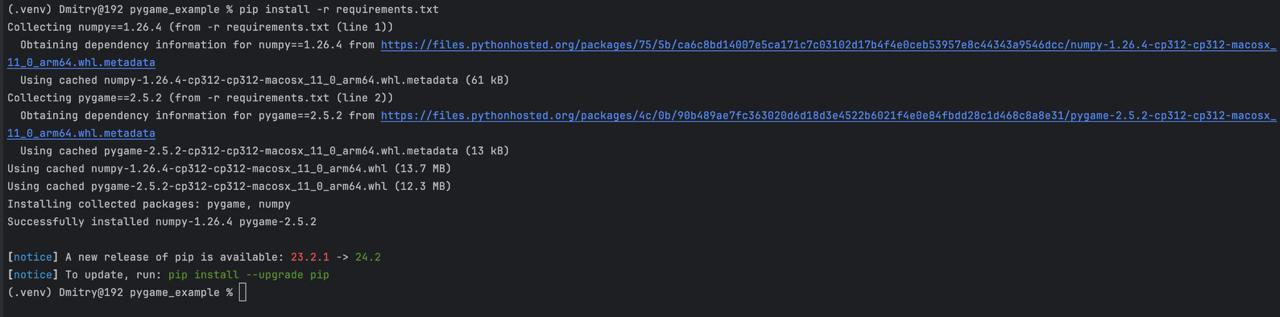 (.venv) Dmitry@192 pygame_example % pip install -r requirements.txt
Collecting numpy==1.26.4 (from -r requirements.txt (line 1))
  Obtaining dependency information for numpy==1.26.4 from https://files.pythonhosted.org/packages/75/5b/ca6c8bd14007e5ca171c7c03102d17b4f4e0ceb53957e8c44343a9546dcc/numpy-1.26.4-cp312-cp312-macosx_
11_0_arm64.whl.metadata
  Using cached numpy-1.26.4-cp312-cp312-macosx_11_0_arm64.whl.metadata (61 kB)
Collecting pygame==2.5.2 (from -r requirements.txt (line 2))
  Obtaining dependency information for pygame==2.5.2 from https://files.pythonhosted.org/packages/4c/0b/90b489ae7fc363020d6d18d3e4522b6021f4e0e84fbdd28c1d468c8a8e31/pygame-2.5.2-cp312-cp312-macosx_
11_0_arm64.whl.metadata
  Using cached pygame-2.5.2-cp312-cp312-macosx_11_0_arm64.whl.metadata (13 kB)
Using cached numpy-1.26.4-cp312-cp312-macosx_11_0_arm64.whl (13.7 MB)
Using cached pygame-2.5.2-cp312-cp312-macosx_11_0_arm64.whl (12.3 MB)
Installing collected packages: pygame, numpy
Successfully installed numpy-1.26.4 pygame-2.5.2
[notice] A new release of pip is available: 23.2.1 -> 24.2
[notice] To update, run: pip install --upgrade pip
(.venv) Dmitry@192 pygame_example %